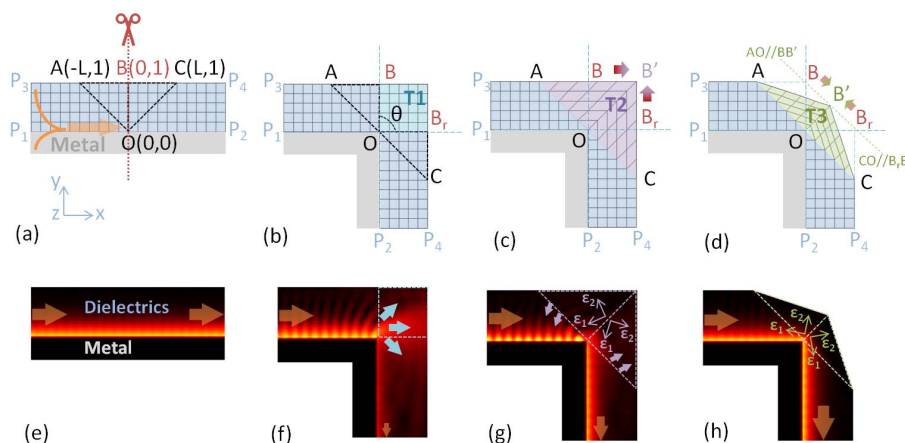 A(-L,1) B(0,1) C(L,1)
P3 P4
P1 P2
Metal O(0,0)
y
z x
(a)
A B
P3 T1
θ Br
P1
O
C
P2 P4
(b)
A B B′
P3
T2
Br
P1
O
C
P2 P4
(c)
AO//BB′
A B
P3 B′
T3 Br
P1
O
CO//BrB
C
P2 P4
(d)
Dielectrics
Metal
(e)
(f)
ε2
ε1 ε2
ε1
(g)
ε2
ε1 ε2
ε1
(h)